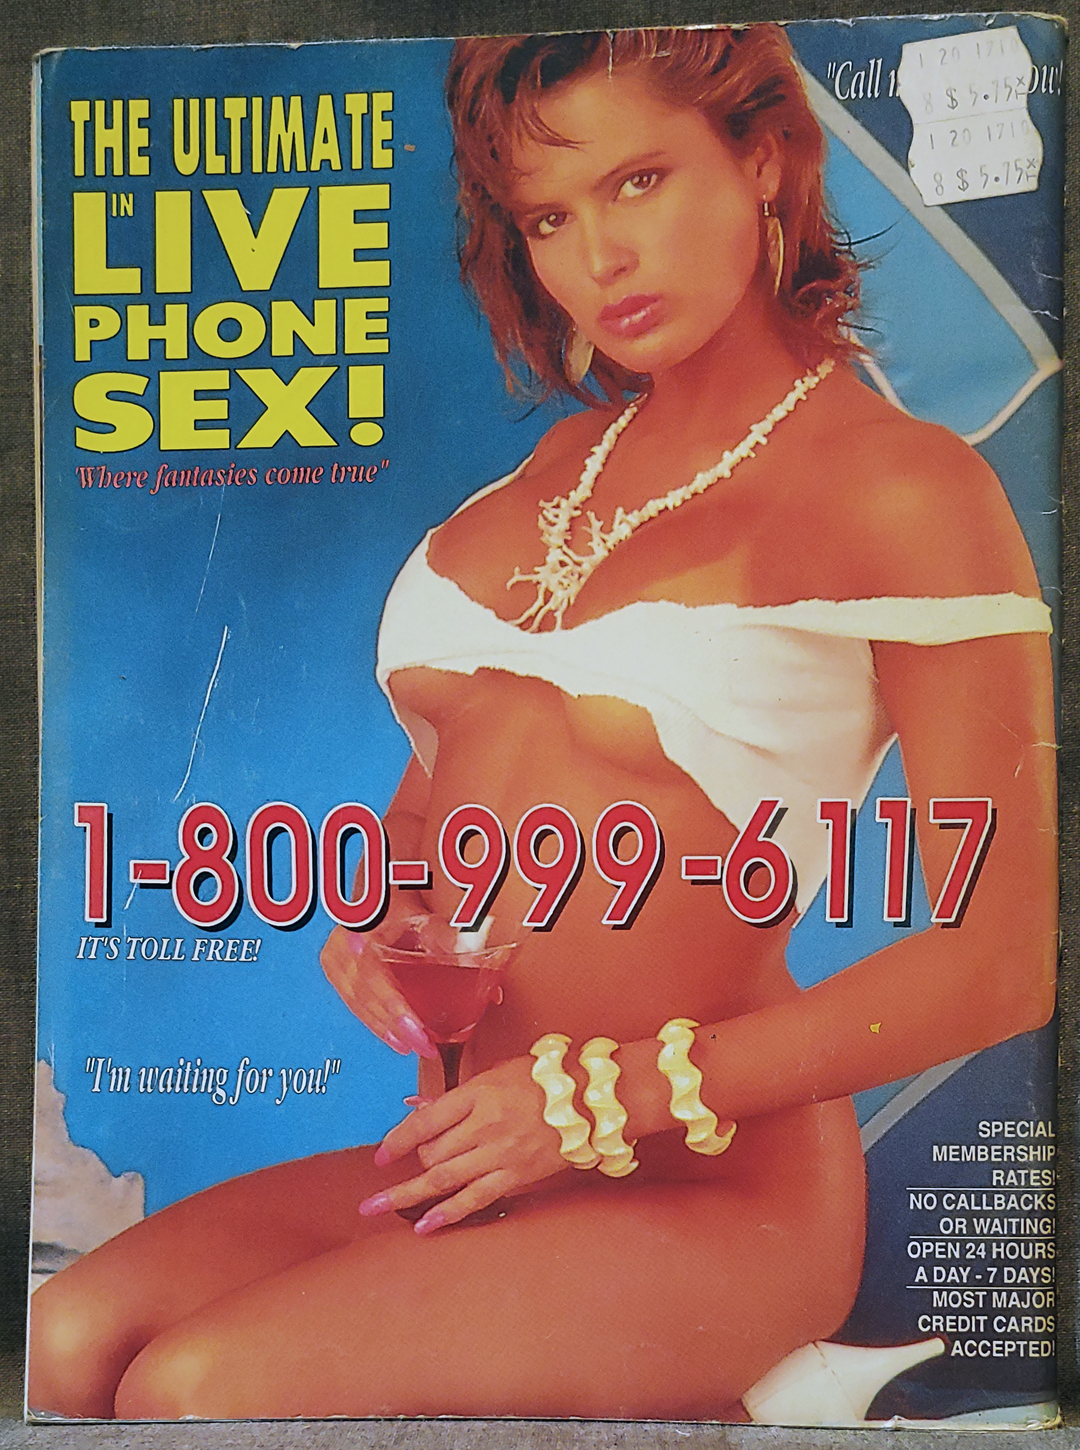 THE ULTIMATE
IN LIVE
PHONE
SEX!
'Where fantasies come true"
"Call
1 20 1710
8 $ 5.75
1 20 1710
8 $ 5.75
1-800-999-6117
IT'S TOLL FREE!
"I'm waiting for you!"
SPECIAL
MEMBERSHIP
RATES!
NO CALLBACKS
OR WAITING!
OPEN 24 HOURS
A DAY - 7 DAYS!
MOST MAJOR
CREDIT CARDS
ACCEPTED!